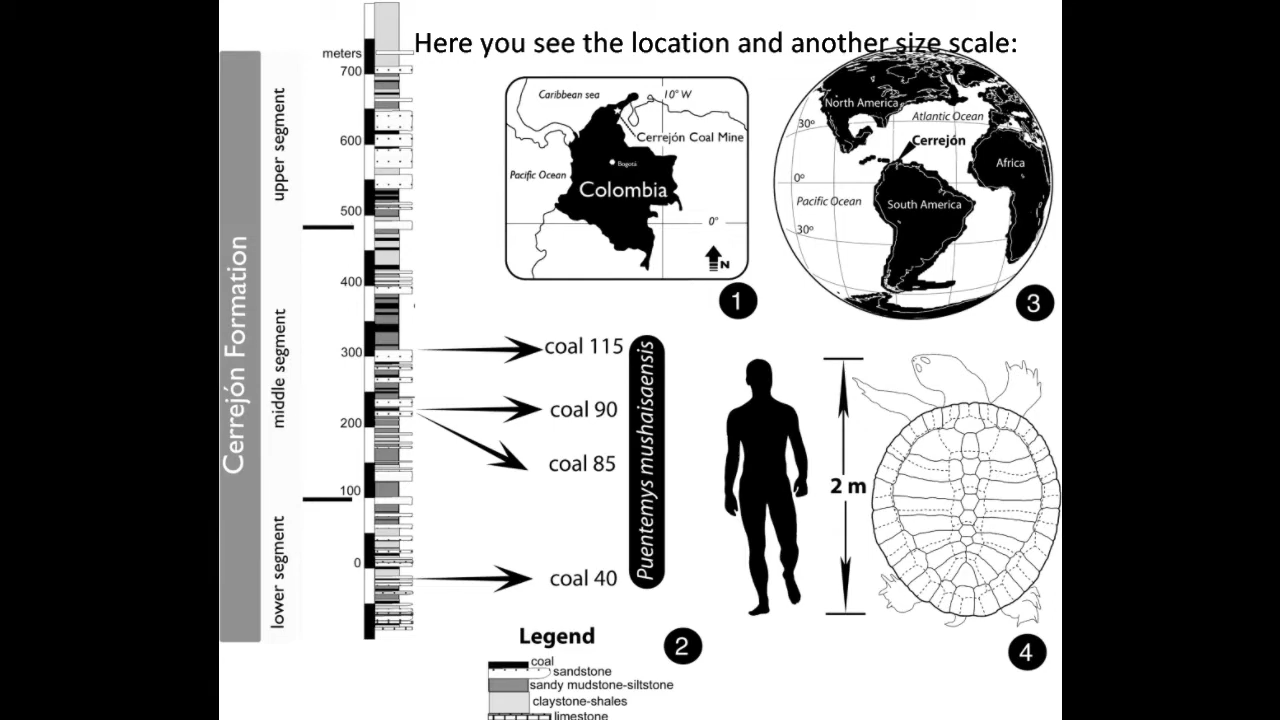 Here you see the location and another size scale:
Cerrejón Formation
upper segment
middle segment
lower segment
meters
700
600
500
400
300
200
100
0
Caribbean sea
10° W
Cerrejón Coal Mine
Bogotá
Pacific Ocean
Colombia
0°
N
1
North America
Atlantic Ocean
30º
Cerrejón
Africa
0º
Pacific Ocean
South America
30º
3
coal 115
coal 90
coal 85
coal 40
Puentemys mushaisaensis
2 m
4
Legend
2
coal
sandstone
sandy mudstone-siltstone
claystone-shales
limestone